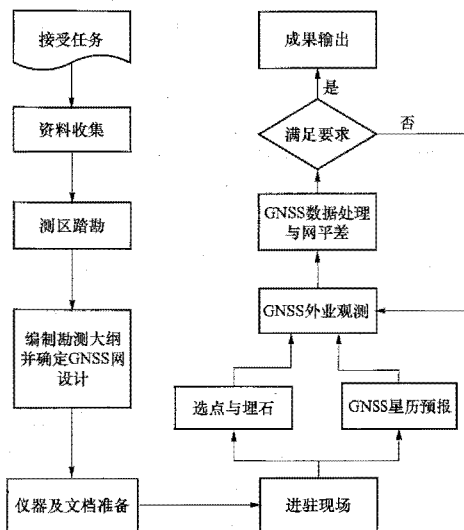 接受任务
资料收集
测区踏勘
编制勘测大纲
并确定GNSS网
设计
仪器及文档准备
成果输出
是
满足要求
否
GNSS数据处理
与网平差
GNSS外业观测
选点与埋石
GNSS星历预报
进驻现场